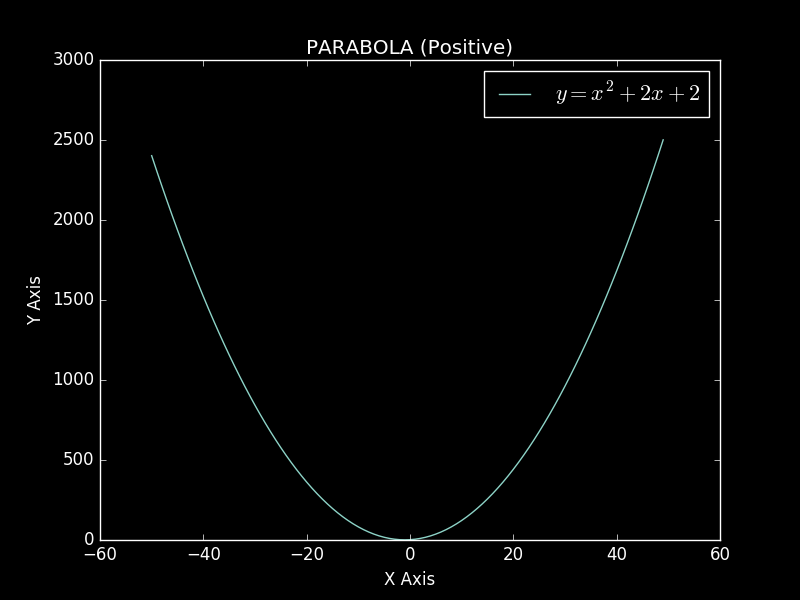 PARABOLA (Positive)
y = x² + 2x + 2
3000
2500
2000
1500
1000
500
0
Y Axis
−60 −40 −20 0 20 40 60
X Axis